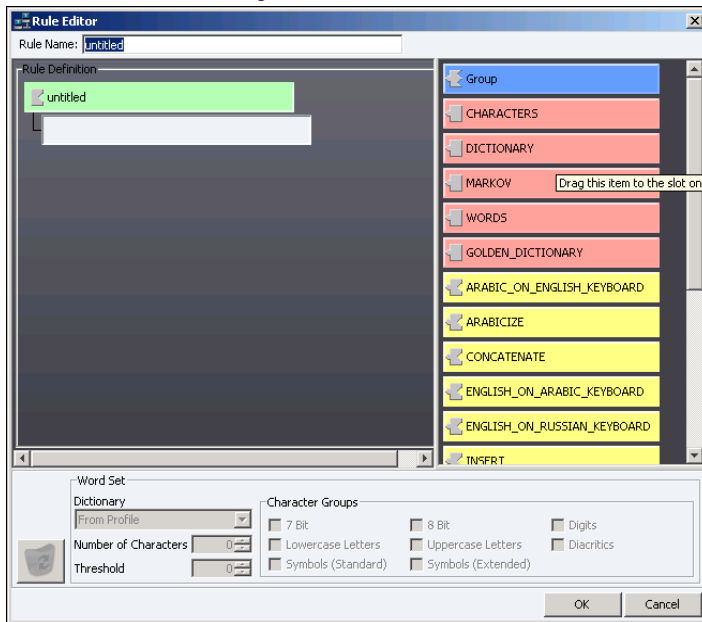 Rule Editor
Rule Name: untitled
Rule Definition
untitled
Group
CHARACTERS
DICTIONARY
MARKOV
Drag this item to the slot on
WORDS
GOLDEN_DICTIONARY
ARABIC_ON_ENGLISH_KEYBOARD
ARABICIZE
CONCATENATE
ENGLISH_ON_ARABIC_KEYBOARD
ENGLISH_ON_RUSSIAN_KEYBOARD
INSERT
Word Set
Dictionary
From Profile
Number of Characters 0
Threshold 0
Character Groups
7 Bit 8 Bit Digits
Lowercase Letters Uppercase Letters Diacritics
Symbols (Standard) Symbols (Extended)
OK Cancel